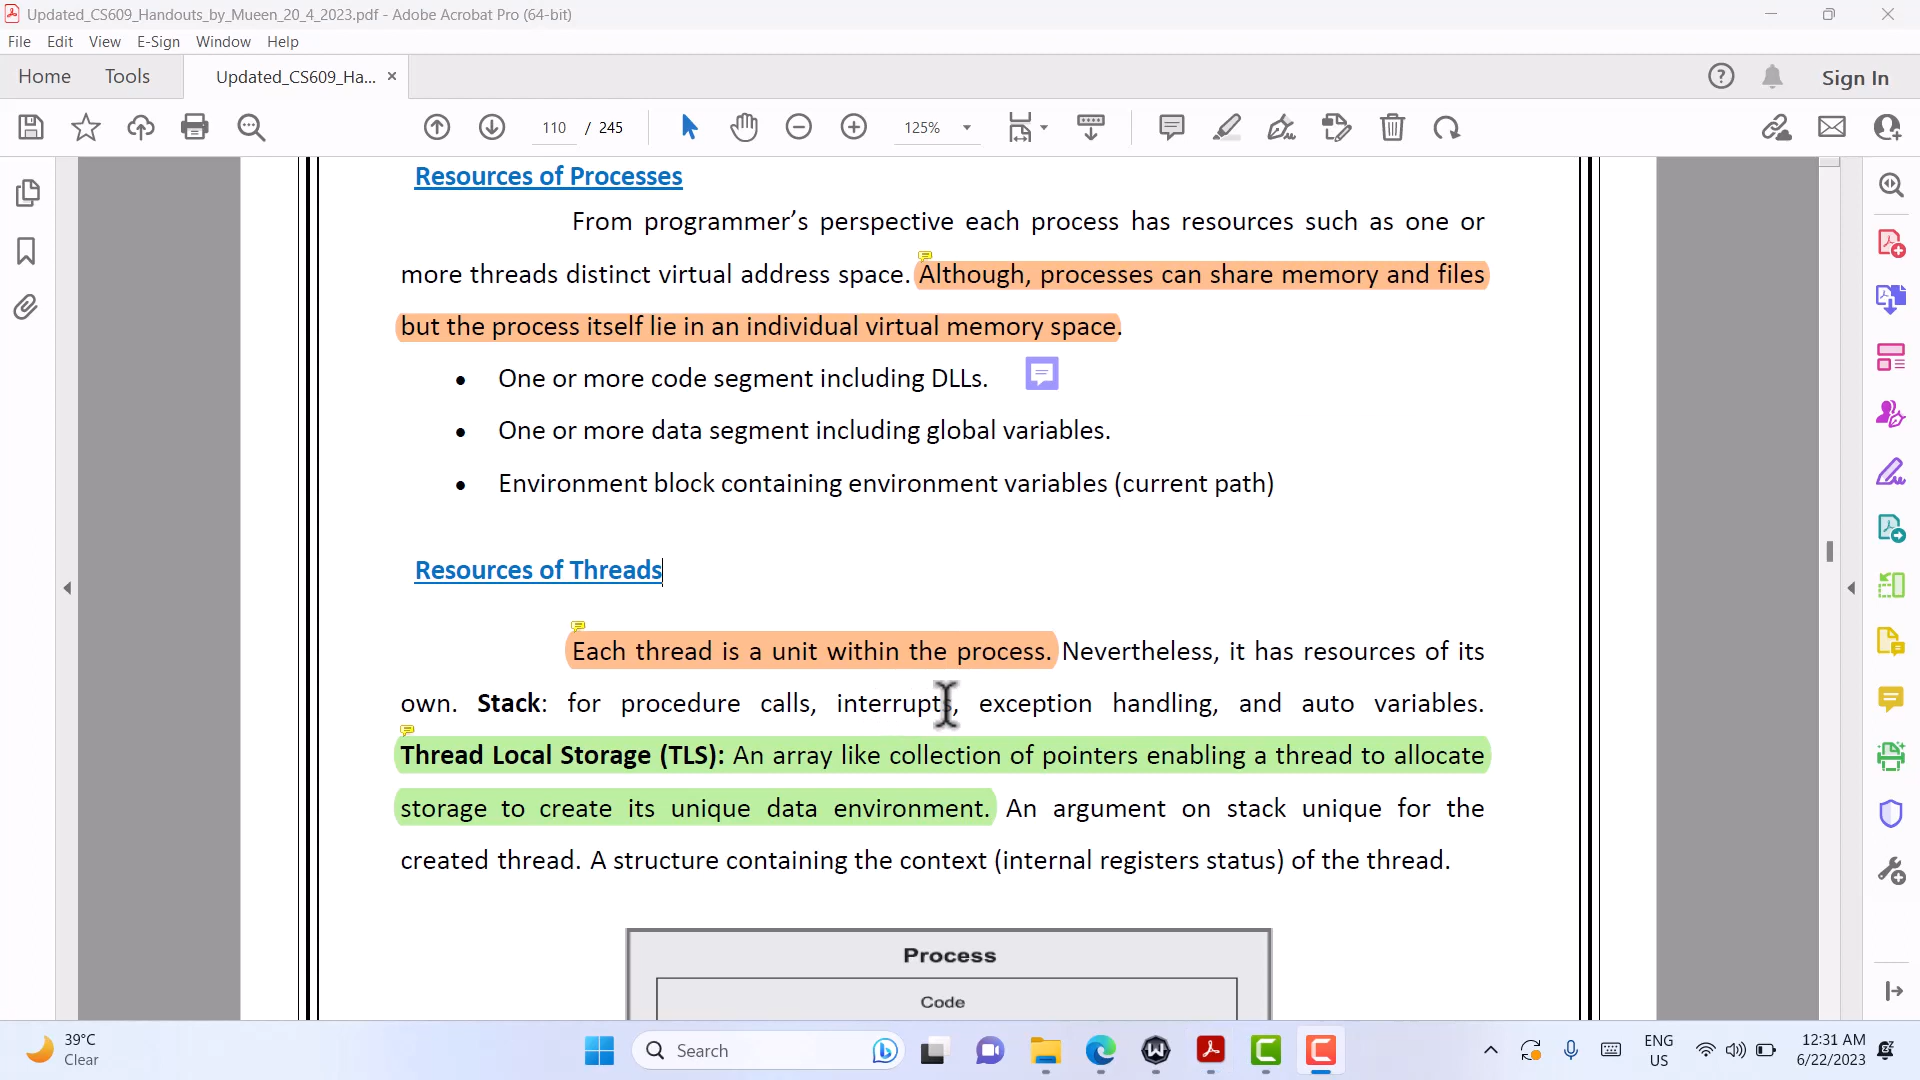 Updated_CS609_Handouts_by_Mueen_20_4_2023.pdf - Adobe Acrobat Pro (64-bit)
File Edit View E-Sign Window Help
Home Tools Updated_CS609_Ha... × Sign In
110 / 245 125%
Resources of Processes
From programmer’s perspective each process has resources such as one or
more threads distinct virtual address space. Although, processes can share memory and files
but the process itself lie in an individual virtual memory space.
• One or more code segment including DLLs.
• One or more data segment including global variables.
• Environment block containing environment variables (current path)
Resources of Threads
Each thread is a unit within the process. Nevertheless, it has resources of its
own. Stack: for procedure calls, interrupts, exception handling, and auto variables.
Thread Local Storage (TLS): An array like collection of pointers enabling a thread to allocate
storage to create its unique data environment. An argument on stack unique for the
created thread. A structure containing the context (internal registers status) of the thread.
Process
Code
39°C
Clear
Search
ENG
US
12:31 AM
6/22/2023